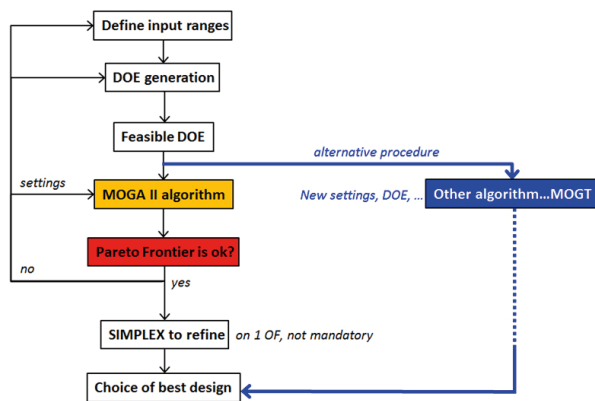 Define input ranges
DOE generation
Feasible DOE
alternative procedure
settings
MOGA II algorithm
New settings, DOE, ...
Other algorithm...MOGT
Pareto Frontier is ok?
no
yes
SIMPLEX to refine
on 1 OF, not mandatory
Choice of best design